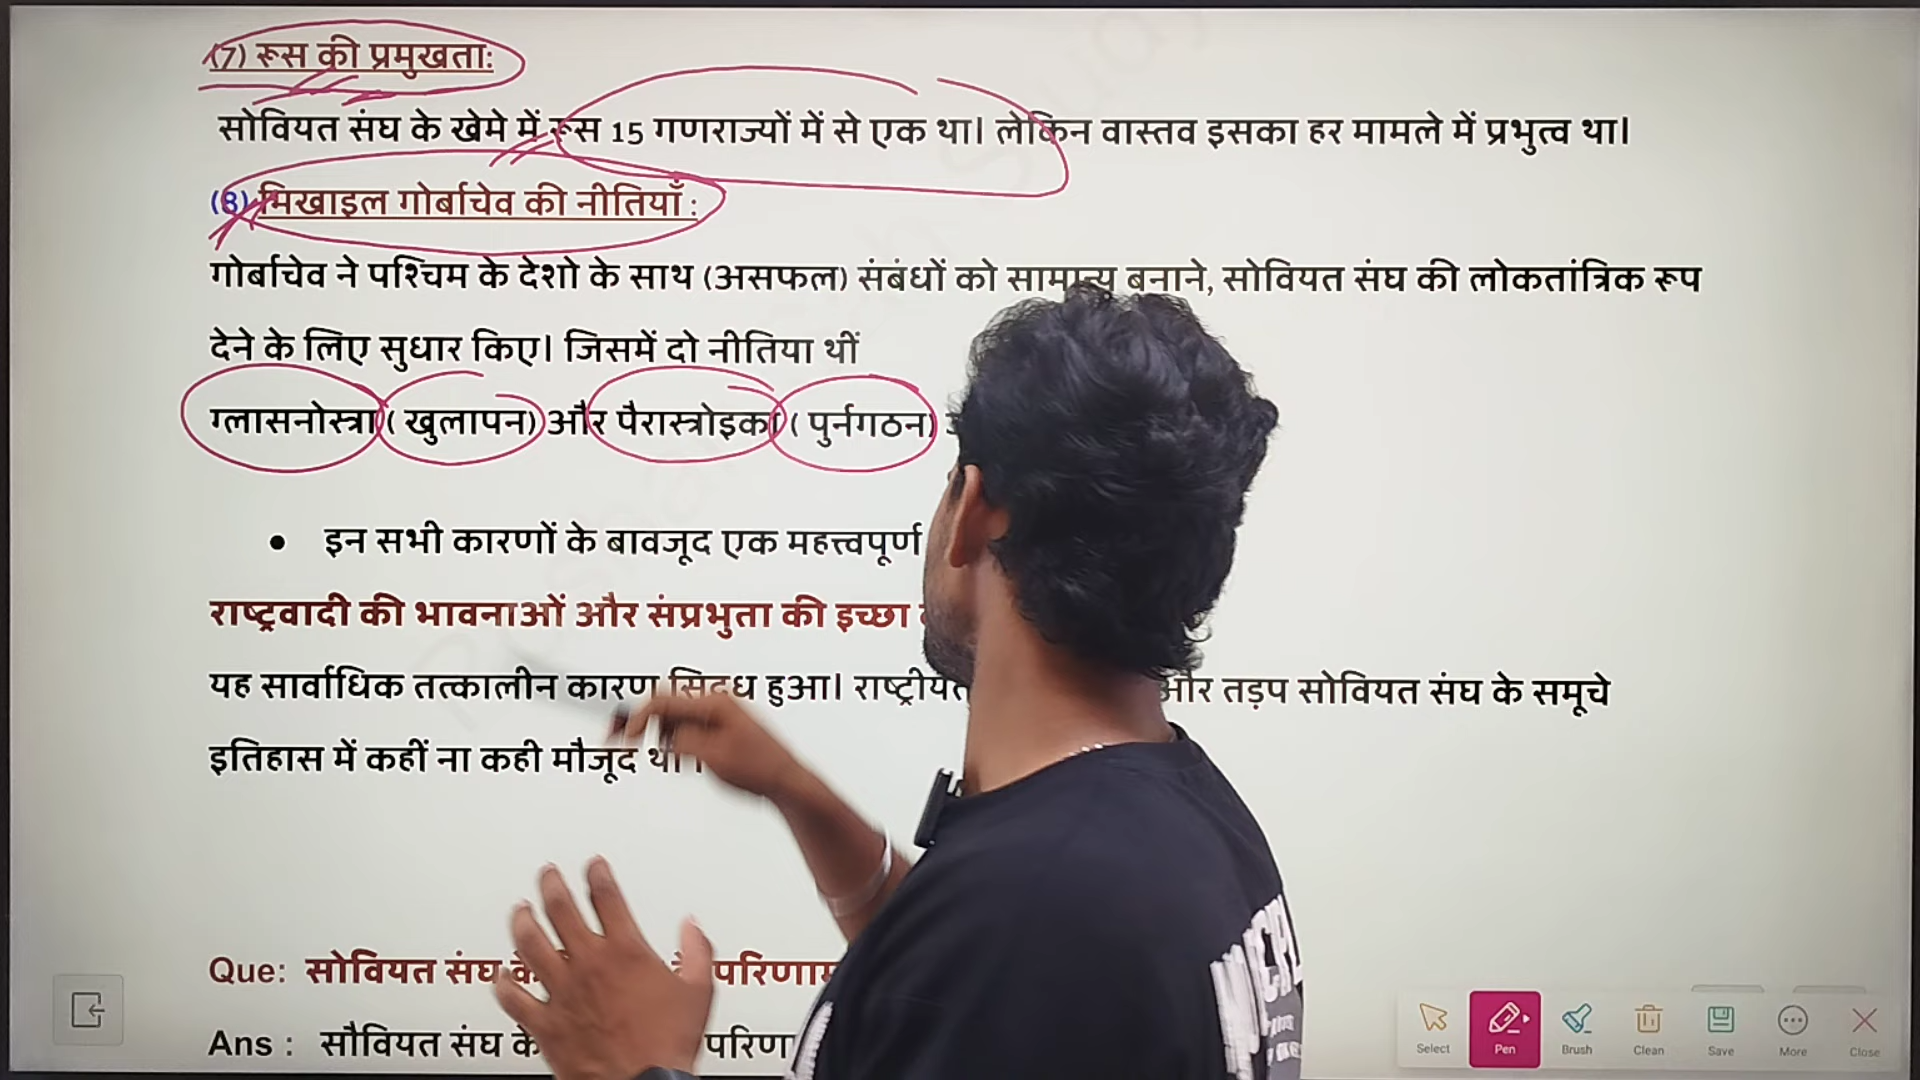 (7) रूस की प्रमुखता:
सोवियत संघ के खेमे में रूस 15 गणराज्यों में से एक था। लेकिन वास्तव इसका हर मामले में प्रभुत्व था।
(8) मिखाइल गोर्बाचेव की नीतियाँ :
गोर्बाचेव ने पश्चिम के देशो के साथ (असफल) संबंधों को सामान्य बनाने, सोवियत संघ की लोकतांत्रिक रूप
देने के लिए सुधार किए। जिसमें दो नीतिया थीं
ग्लासनोस्त्रा ( खुलापन) और पैरास्त्रोइका ( पुर्नगठन)
• इन सभी कारणों के बावजूद एक महत्त्वपूर्ण
राष्ट्रवादी की भावनाओं और संप्रभुता की इच्छा
यह सार्वाधिक तत्कालीन कारण सिद्ध हुआ। और तड़प सोवियत संघ के समूचे
इतिहास में कहीं ना कही मौजूद थी ।
Que: सोवियत संघ के परिणाम
Ans : सौवियत संघ के
Select Pen Brush Clean Save More Close